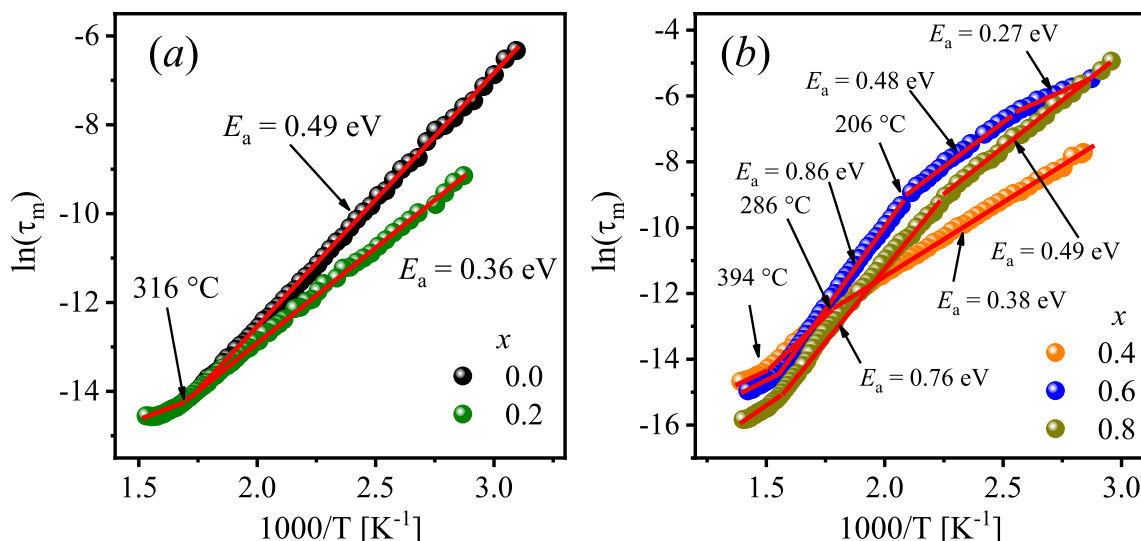 (a)
-6
-8
-10
-12
-14
ln(τm)
Ea = 0.49 eV
Ea = 0.36 eV
316 °C
x
0.0
0.2
1.5 2.0 2.5 3.0
1000/T [K-1]
(b)
-4
-6
-8
-10
-12
-14
-16
ln(τm)
Ea = 0.27 eV
Ea = 0.48 eV
206 °C
Ea = 0.86 eV
286 °C
394 °C
Ea = 0.49 eV
Ea = 0.38 eV
Ea = 0.76 eV
x
0.4
0.6
0.8
1.5 2.0 2.5 3.0
1000/T [K-1]